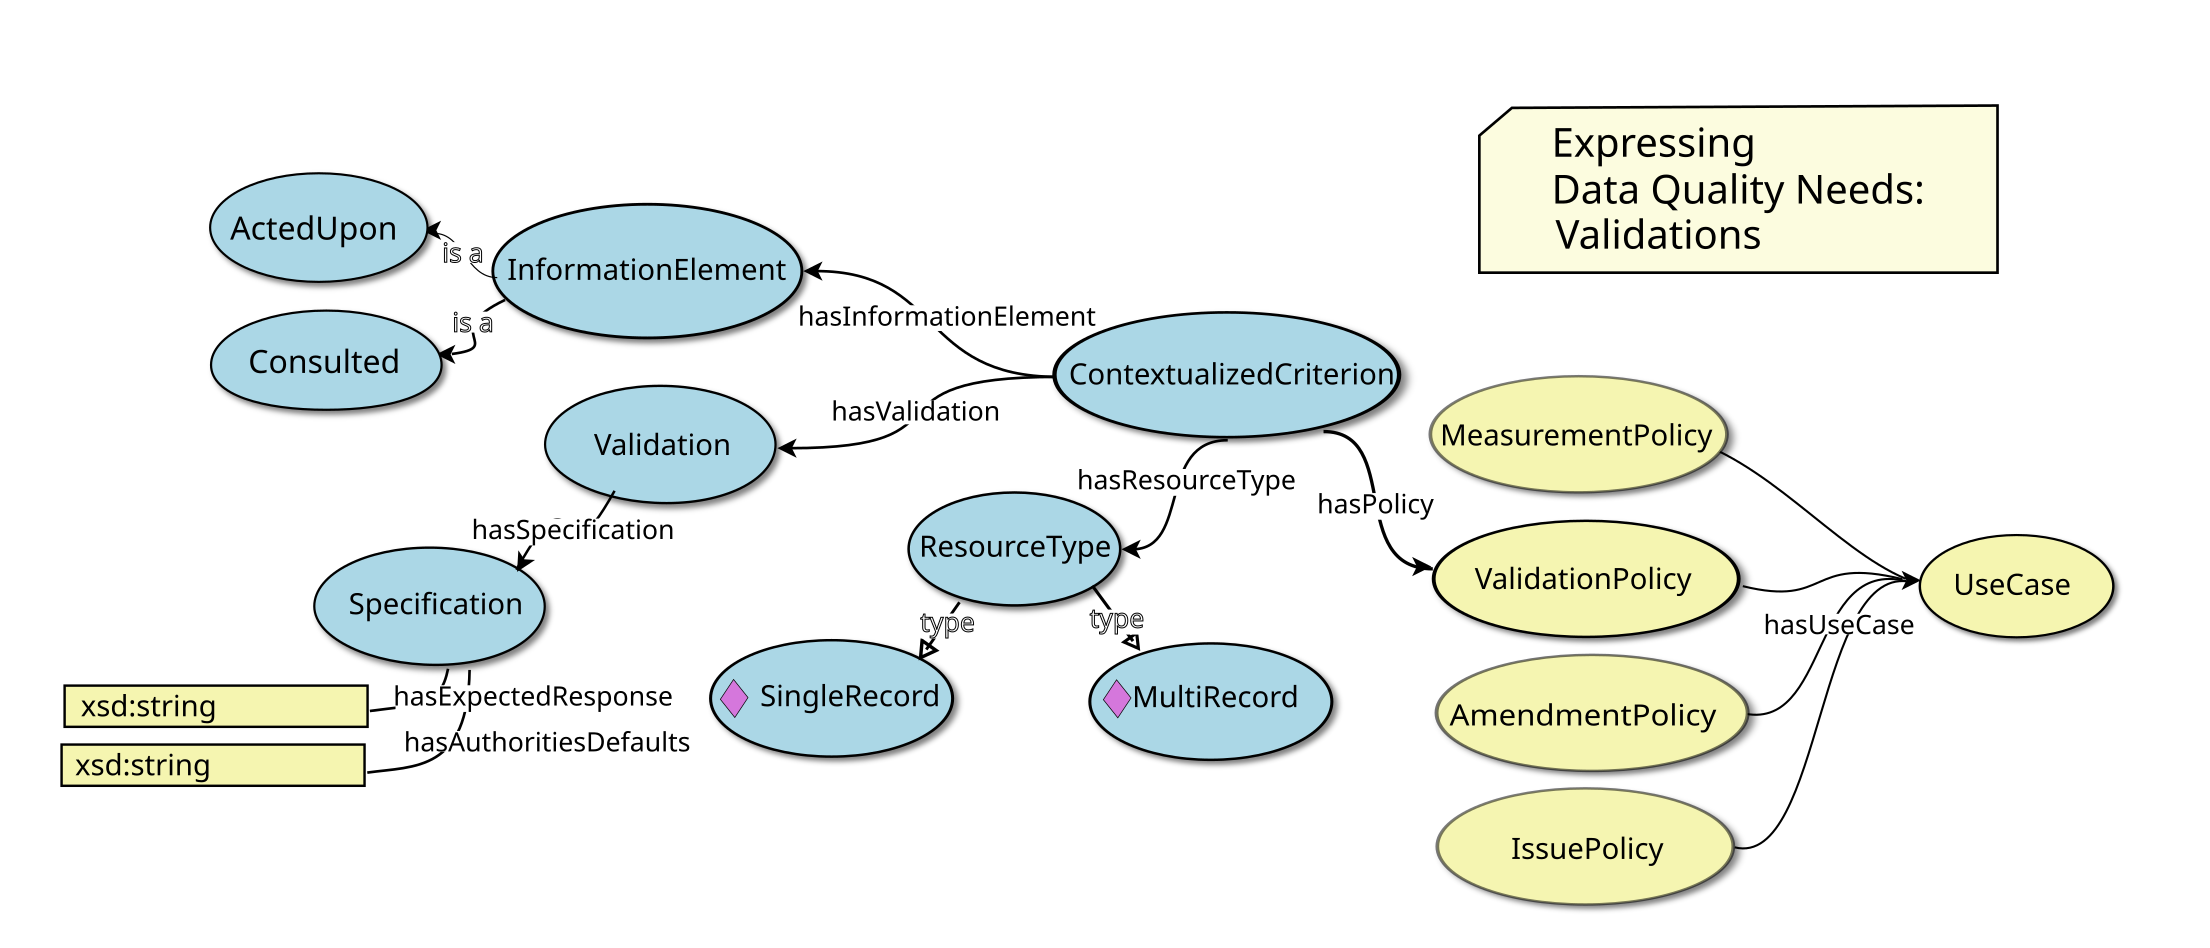 Expressing
Data Quality Needs:
Validations
ActedUpon
is a
InformationElement
is a
Consulted
hasInformationElement
ContextualizedCriterion
hasValidation
Validation
hasSpecification
Specification
xsd:string
hasExpectedResponse
xsd:string
hasAuthoritiesDefaults
hasResourceType
ResourceType
type
type
SingleRecord
MultiRecord
hasPolicy
MeasurementPolicy
ValidationPolicy
UseCase
hasUseCase
AmendmentPolicy
IssuePolicy